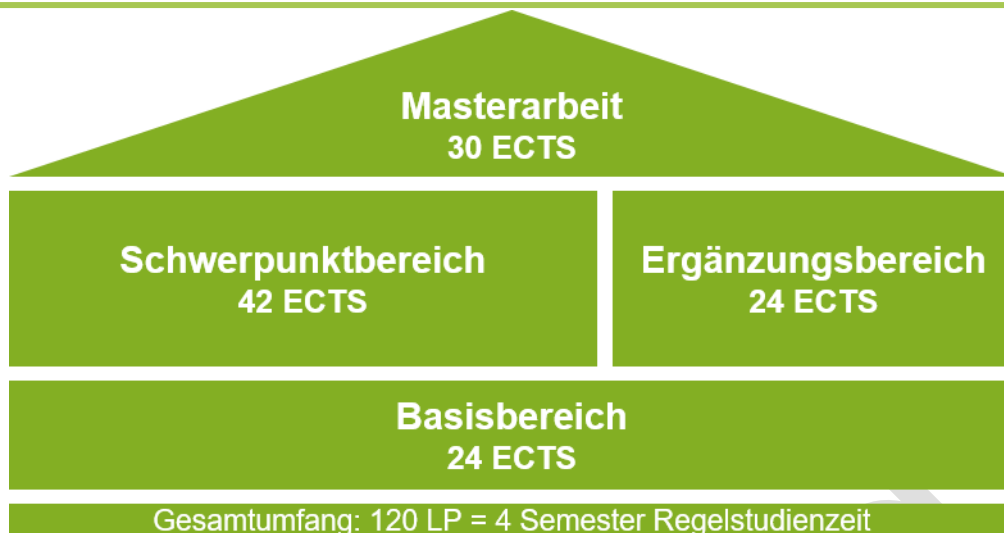 Masterarbeit
30 ECTS
Schwerpunktbereich
42 ECTS
Ergänzungsbereich
24 ECTS
Basisbereich
24 ECTS
Gesamtumfang: 120 LP = 4 Semester Regelstudienzeit